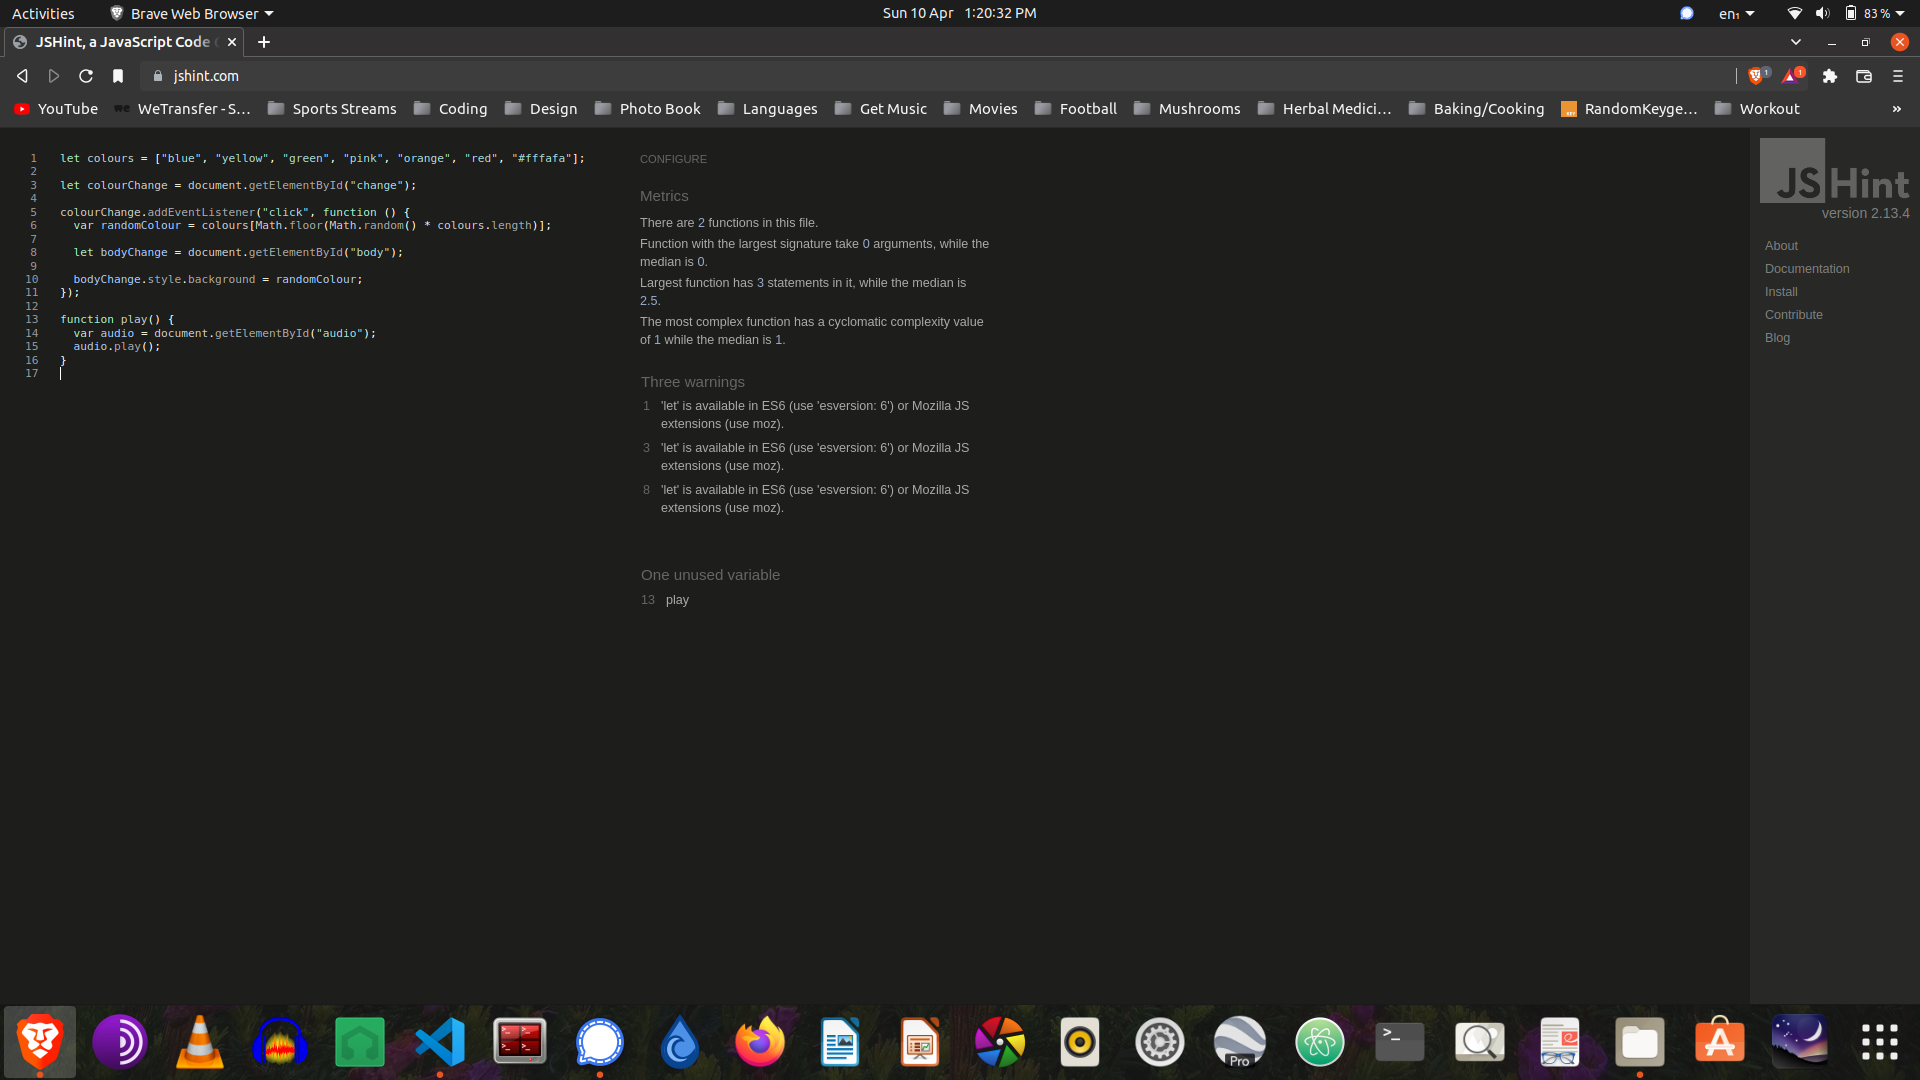 Activities
Brave Web Browser
Sun 10 Apr 1:20:32 PM
en₁
83 %
JSHint, a JavaScript Code
jshint.com
1
1
YouTube
WeTransfer - S…
Sports Streams
Coding
Design
Photo Book
Languages
Get Music
Movies
Football
Mushrooms
Herbal Medici…
Baking/Cooking
RandomKeyge…
Workout
»
1 let colours = ["blue", "yellow", "green", "pink", "orange", "red", "#fffafa"];
2
3 let colourChange = document.getElementById("change");
4
5 colourChange.addEventListener("click", function () {
6 var randomColour = colours[Math.floor(Math.random() * colours.length)];
7
8 let bodyChange = document.getElementById("body");
9
10 bodyChange.style.background = randomColour;
11 });
12
13 function play() {
14 var audio = document.getElementById("audio");
15 audio.play();
16 }
17
CONFIGURE
Metrics
There are 2 functions in this file.
Function with the largest signature take 0 arguments, while the
median is 0.
Largest function has 3 statements in it, while the median is
2.5.
The most complex function has a cyclomatic complexity value
of 1 while the median is 1.
Three warnings
1 'let' is available in ES6 (use 'esversion: 6') or Mozilla JS
extensions (use moz).
3 'let' is available in ES6 (use 'esversion: 6') or Mozilla JS
extensions (use moz).
8 'let' is available in ES6 (use 'esversion: 6') or Mozilla JS
extensions (use moz).
One unused variable
13 play
JSHint
version 2.13.4
About
Documentation
Install
Contribute
Blog
Pro